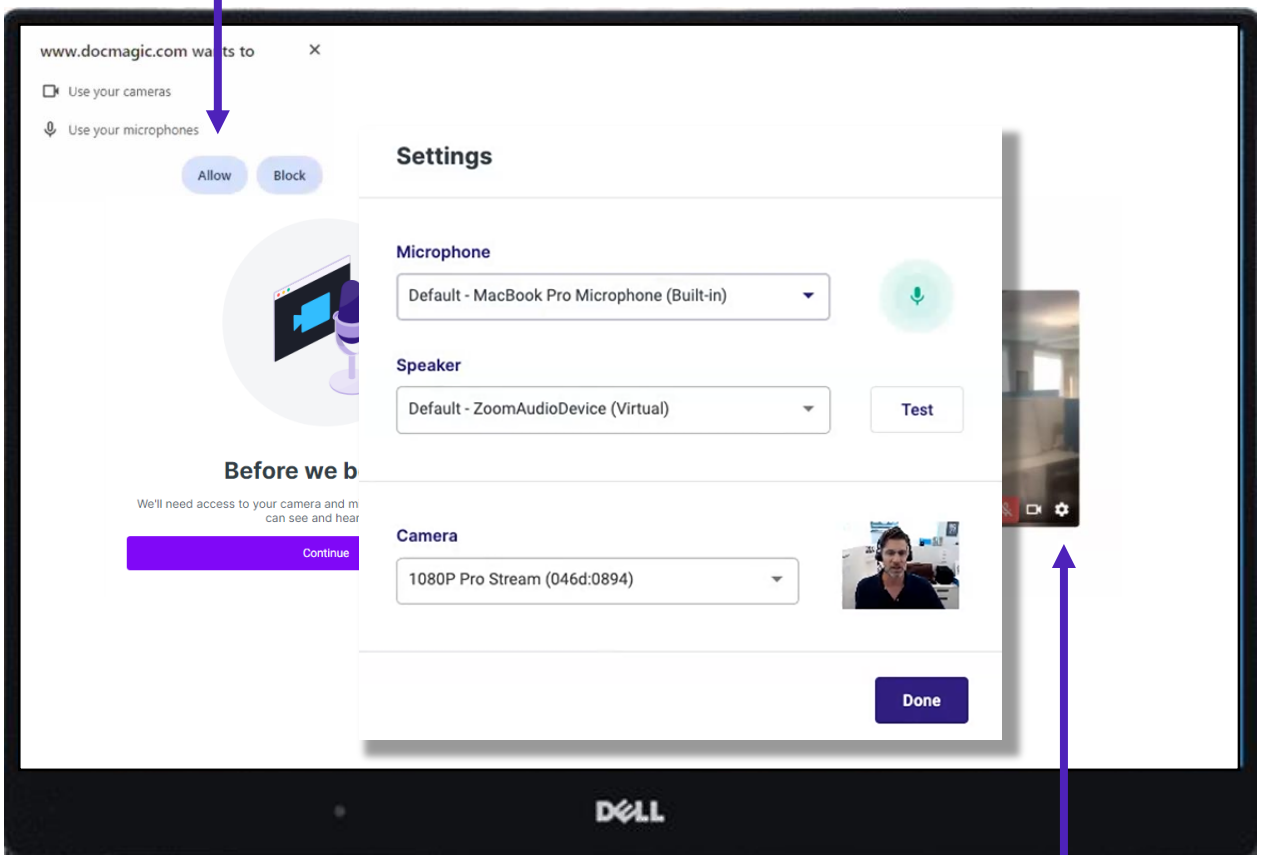 www.docmagic.com wants to
Use your cameras
Use your microphones
Allow
Block
Before we b
We'll need access to your camera and m
can see and hear
Continue
Settings
Microphone
Default - MacBook Pro Microphone (Built-in)
Speaker
Default - ZoomAudioDevice (Virtual)
Test
Camera
1080P Pro Stream (046d:0894)
Done
DELL